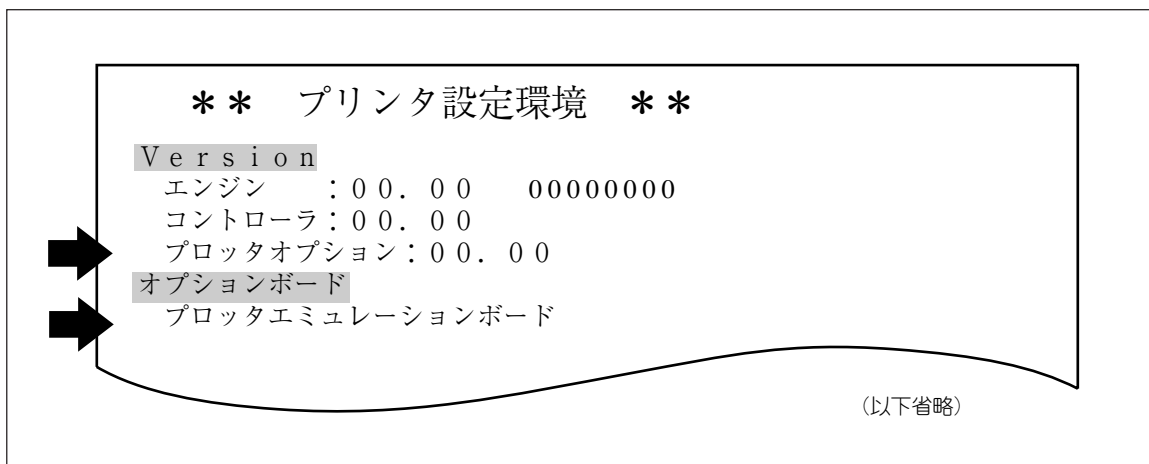 ＊＊　プリンタ設定環境　＊＊
Ｖｅｒｓｉｏｎ
エンジン　　：００．００　　00000000
コントローラ：００．００
プロッタオプション：００．００
オプションボード
プロッタエミュレーションボード
（以下省略）